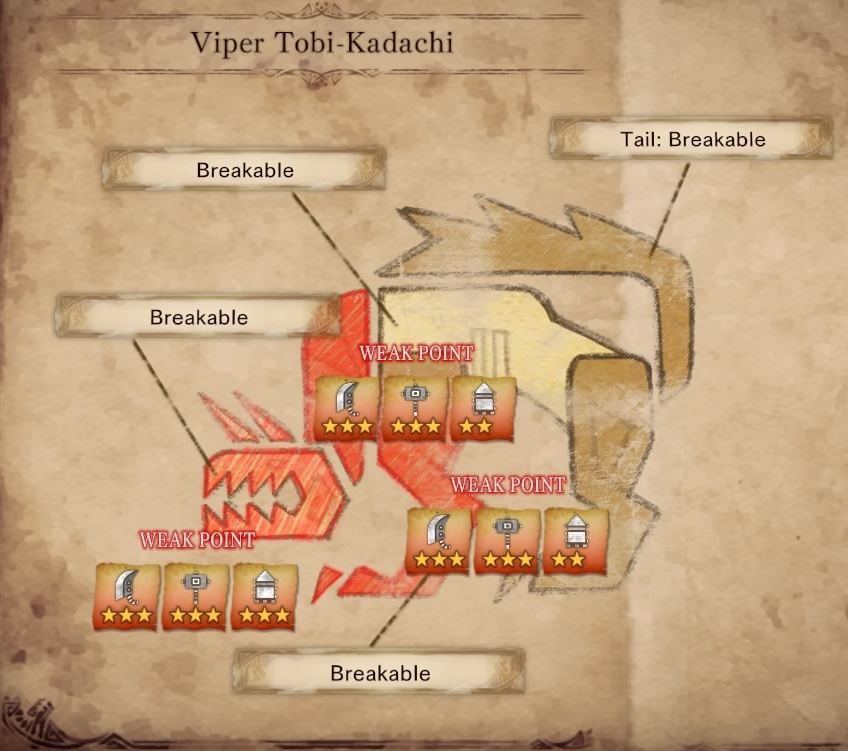 Viper Tobi-Kadachi
Tail: Breakable
Breakable
Breakable
WEAK POINT
WEAK POINT
WEAK POINT
Breakable